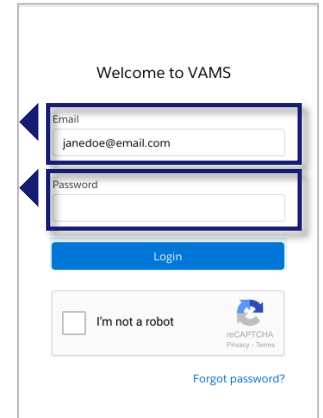 Welcome to VAMS
Email
janedoe@email.com
Password
Login
I'm not a robot
reCAPTCHA
Privacy - Terms
Forgot password?